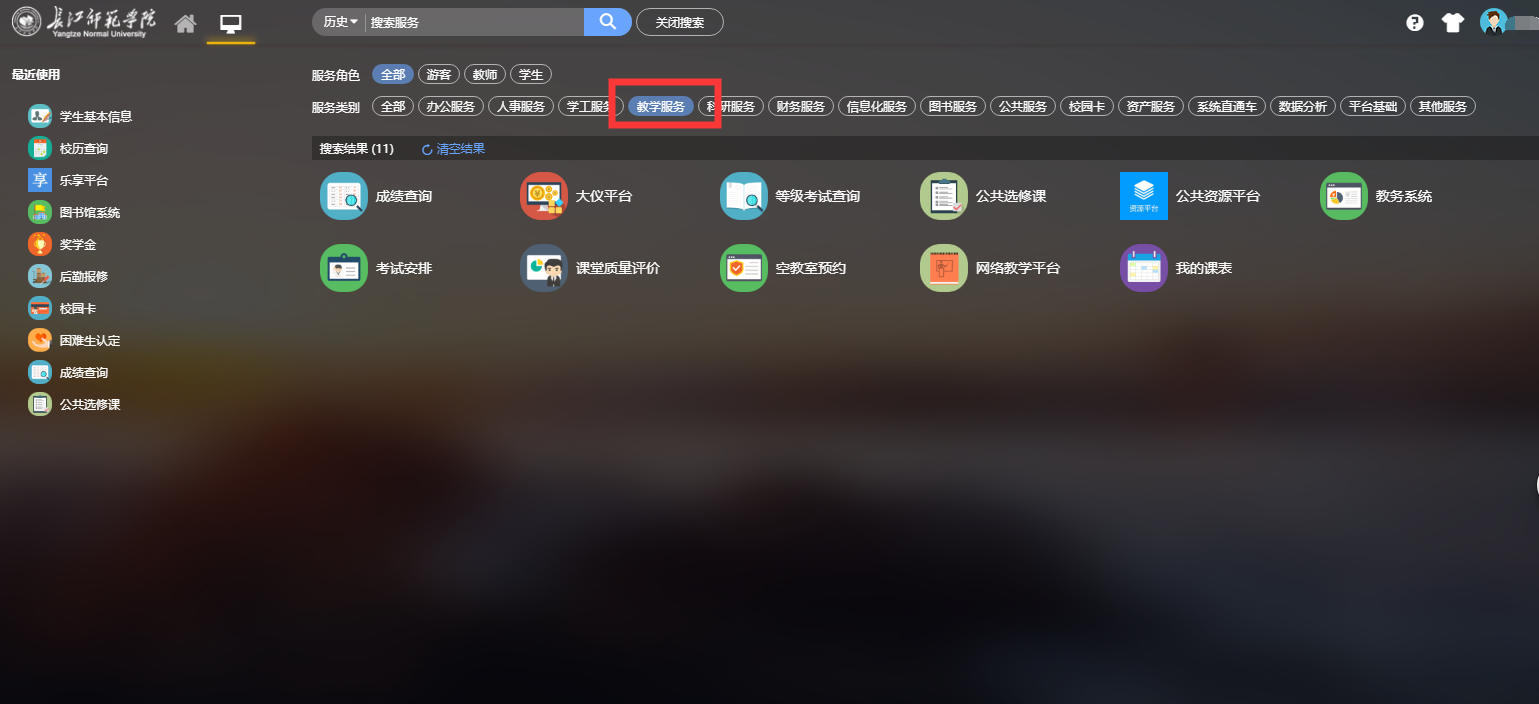 长江师范学院
Yangtze Normal University
历史 搜索服务 关闭搜索
最近使用
学生基本信息
校历查询
享 乐享平台
图书馆系统
奖学金
后勤报修
校园卡
困难生认定
成绩查询
公共选修课
服务角色 全部 游客 教师 学生
服务类别 全部 办公服务 人事服务 学工服务 教学服务 科研服务 财务服务 信息化服务 图书服务 公共服务 校园卡 资产服务 系统直通车 数据分析 平台基础 其他服务
搜索结果 (11) 清空结果
成绩查询 大仪平台 等级考试查询 公共选修课 资源平台 公共资源平台 教务系统
考试安排 课堂质量评价 空教室预约 网络教学平台 我的课表